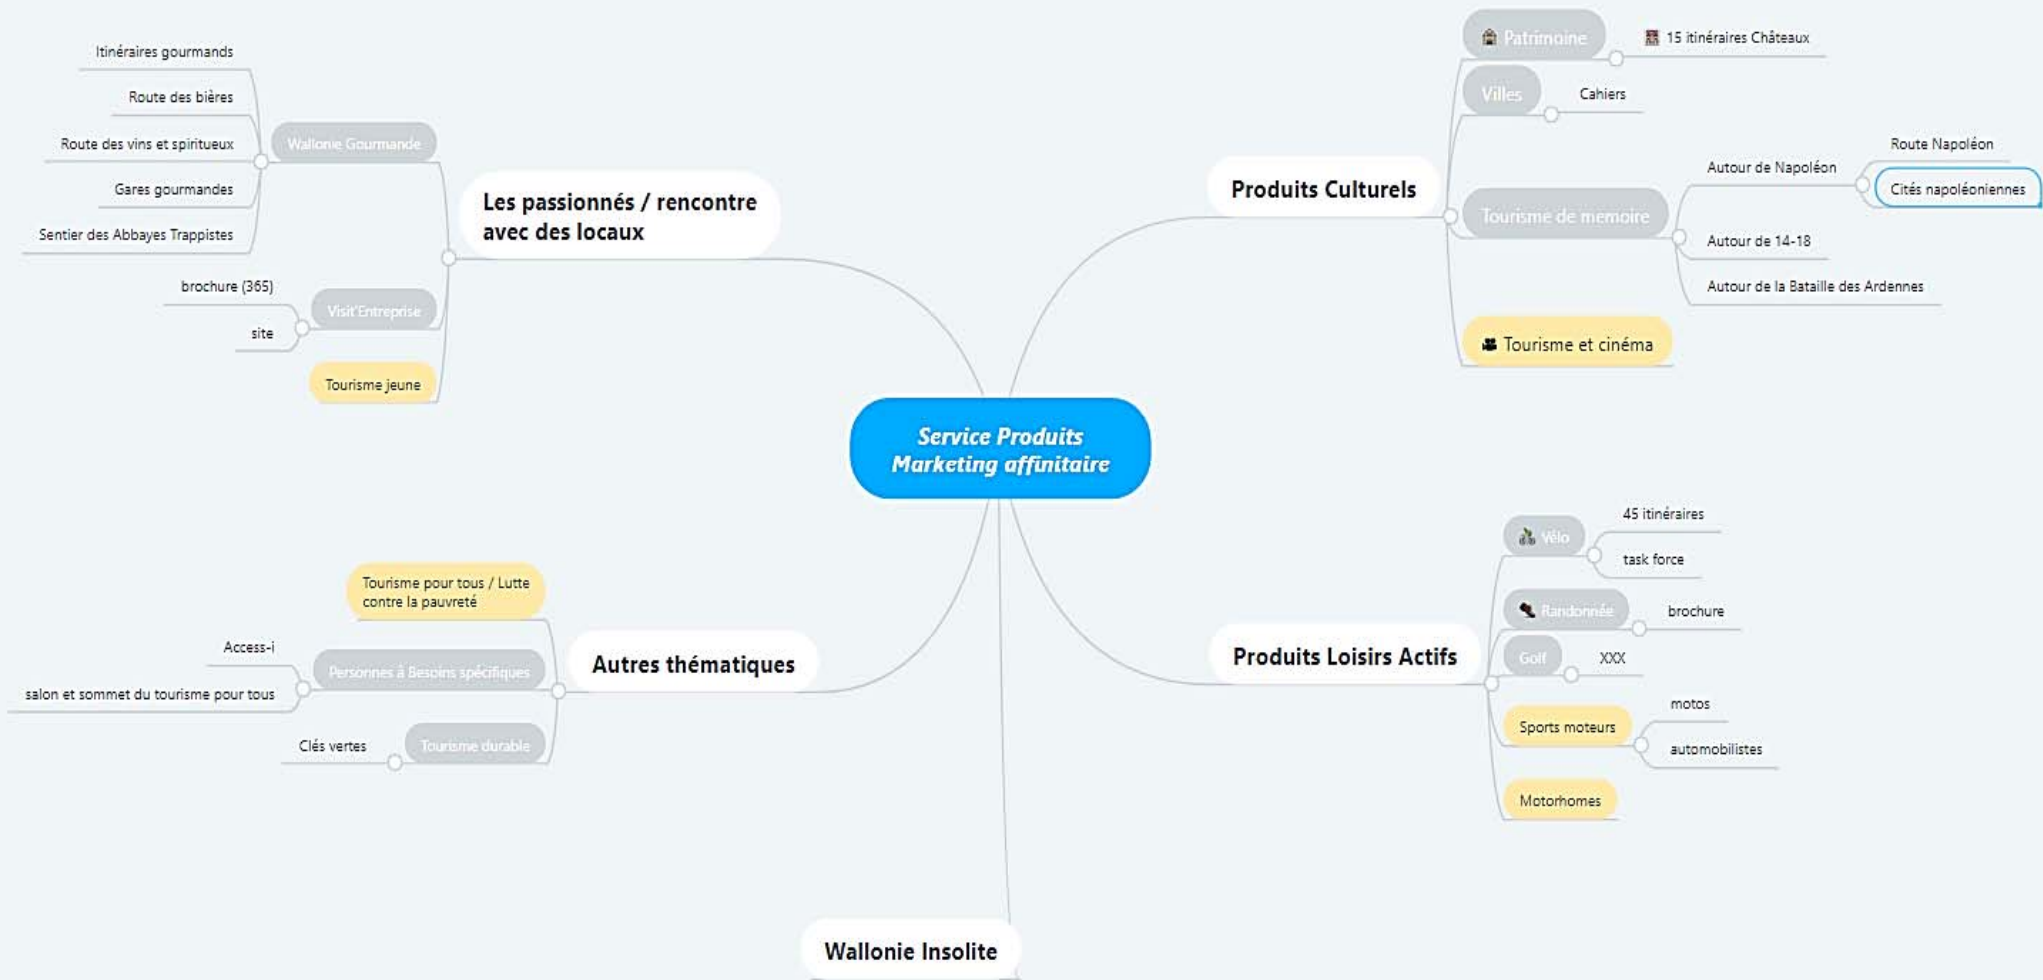 Service Produits
Marketing affinitaire
Les passionnés / rencontre
avec des locaux
Wallonie Gourmande
Itinéraires gourmands
Route des bières
Route des vins et spiritueux
Gares gourmandes
Sentier des Abbayes Trappistes
Visit'Entreprise
brochure (365)
site
Tourisme jeune
Autres thématiques
Tourisme pour tous / Lutte
contre la pauvreté
Personnes à Besoins spécifiques
Access-i
salon et sommet du tourisme pour tous
Tourisme durable
Clés vertes
Produits Culturels
Patrimoine
15 itinéraires Châteaux
Villes
Cahiers
Tourisme de memoire
Autour de Napoléon
Route Napoléon
Cités napoléoniennes
Autour de 14-18
Autour de la Bataille des Ardennes
Tourisme et cinéma
Produits Loisirs Actifs
Vélo
45 itinéraires
task force
Randonnée
brochure
Golf
XXX
Sports moteurs
motos
automobilistes
Motorhomes
Wallonie Insolite